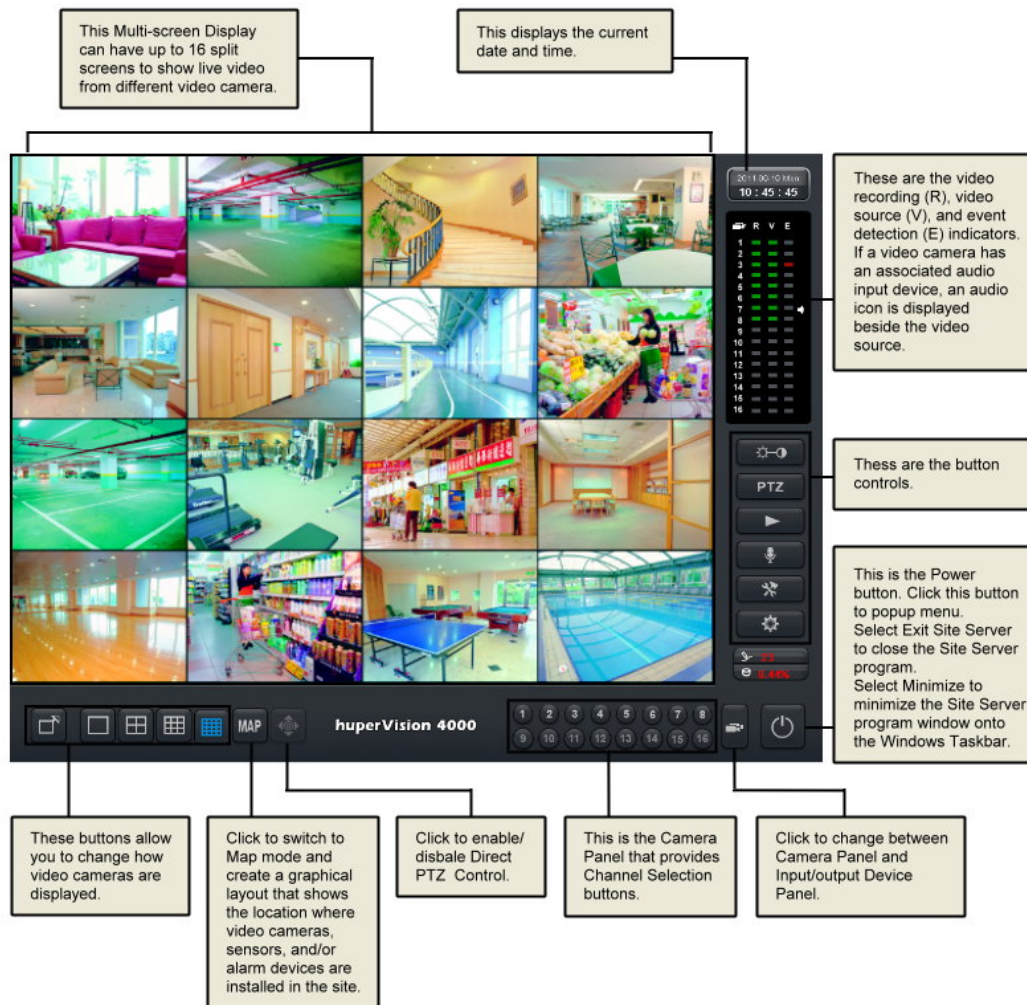 This Multi-screen Display
can have up to 16 split
screens to show live video
from different video camera.
This displays the current
date and time.
10 : 45 : 45
R V E
1
2
3
4
5
6
7
8
9
10
11
12
13
14
15
16
These are the video
recording (R), video
source (V), and event
detection (E) indicators.
If a video camera has
an associated audio
input device, an audio
icon is displayed
beside the video
source.
PTZ
Thess are the button
controls.
This is the Power
button. Click this button
to popup menu.
Select Exit Site Server
to close the Site Server
program.
Select Minimize to
minimize the Site Server
program window onto
the Windows Taskbar.
MAP
huperVision 4000
1 2 3 4 5 6 7 8
9 10 11 12 13 14 15 16
These buttons allow
you to change how
video cameras are
displayed.
Click to switch to
Map mode and
create a graphical
layout that shows
the location where
video cameras,
sensors, and/or
alarm devices are
installed in the site.
Click to enable/
disbale Direct
PTZ Control.
This is the Camera
Panel that provides
Channel Selection
buttons.
Click to change between
Camera Panel and
Input/output Device
Panel.